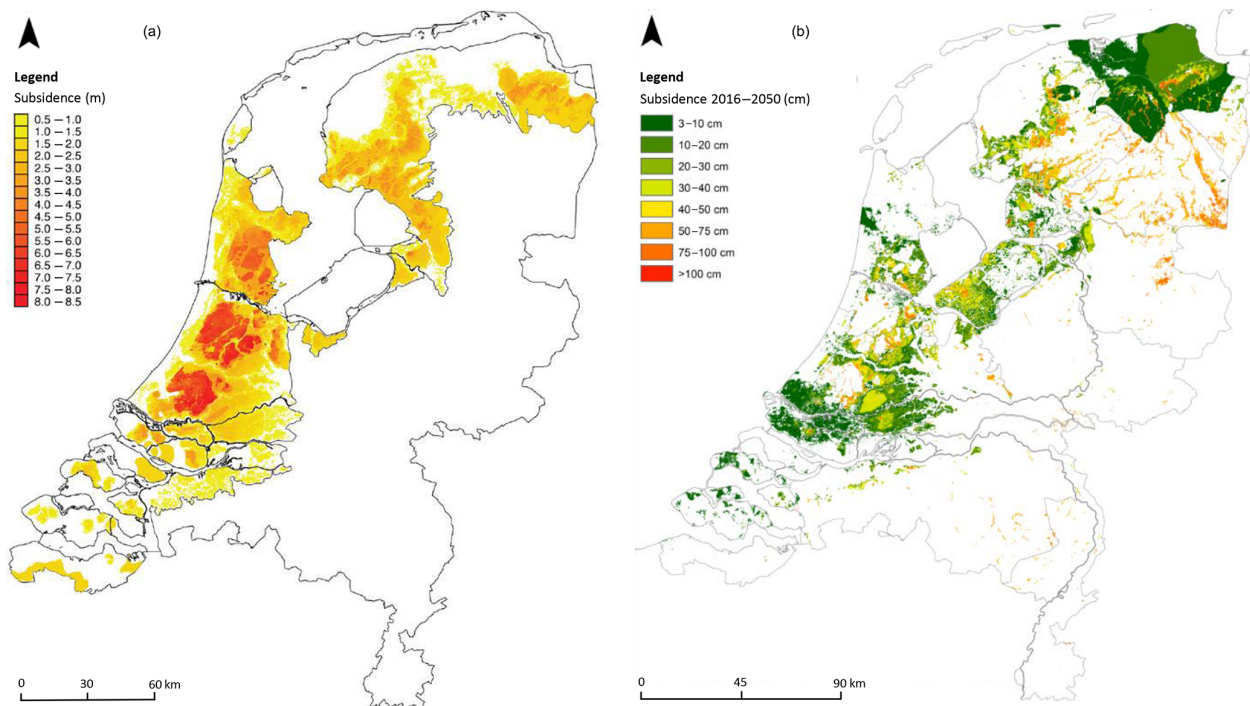 (a)
Legend
Subsidence (m)
0.5 – 1.0
1.0 – 1.5
1.5 – 2.0
2.0 – 2.5
2.5 – 3.0
3.0 – 3.5
3.5 – 4.0
4.0 – 4.5
4.5 – 5.0
5.0 – 5.5
5.5 – 6.0
6.0 – 6.5
6.5 – 7.0
7.0 – 7.5
7.5 – 8.0
8.0 – 8.5
0 30 60 km
(b)
Legend
Subsidence 2016–2050 (cm)
3–10 cm
10–20 cm
20–30 cm
30–40 cm
40–50 cm
50–75 cm
75–100 cm
>100 cm
0 45 90 km